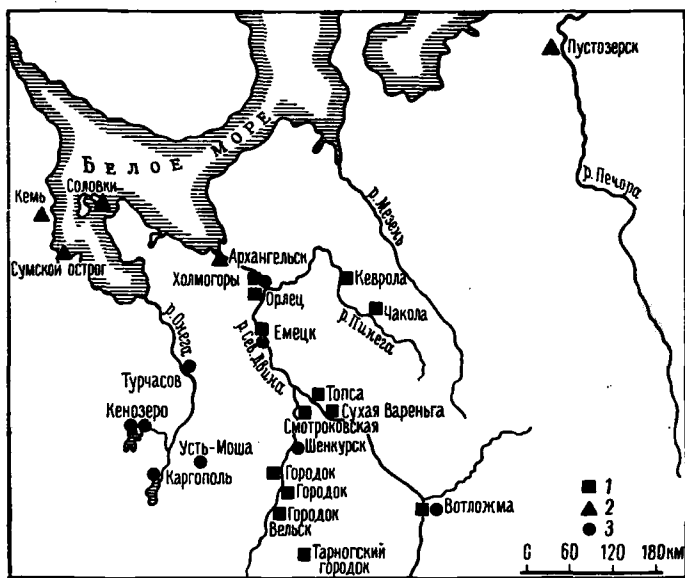 Пустозерск
БЕЛОЕ МОРЕ
р. Печора
Соловки
Кемь
р. Мезень
Сумской острог
Архангельск
Холмогоры
Кеврола
Орлец
Чакола
р. Онега
Емецк
р. Пинега
р. Сев. Двина
Турчасов
Топса
Кенозеро
Сухая Вареньга
Смотроковская
Усть-Моша
Шенкурск
Каргополь
Городок
Городок
1
2
Городок
Вотложма
3
Вельск
Тарногский
городок
0 60 120 180км